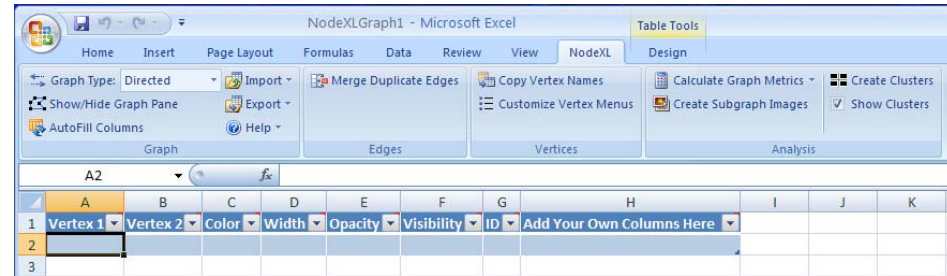 NodeXLGraph1 - Microsoft Excel Table Tools
Home Insert Page Layout Formulas Data Review View NodeXL Design
Graph Type: Directed Import Merge Duplicate Edges Copy Vertex Names Calculate Graph Metrics Create Clusters
Show/Hide Graph Pane Export Customize Vertex Menus Create Subgraph Images Show Clusters
AutoFill Columns Help
Graph Edges Vertices Analysis
A2 fx
A B C D E F G H I J K
1 Vertex 1 Vertex 2 Color Width Opacity Visibility ID Add Your Own Columns Here
2
3